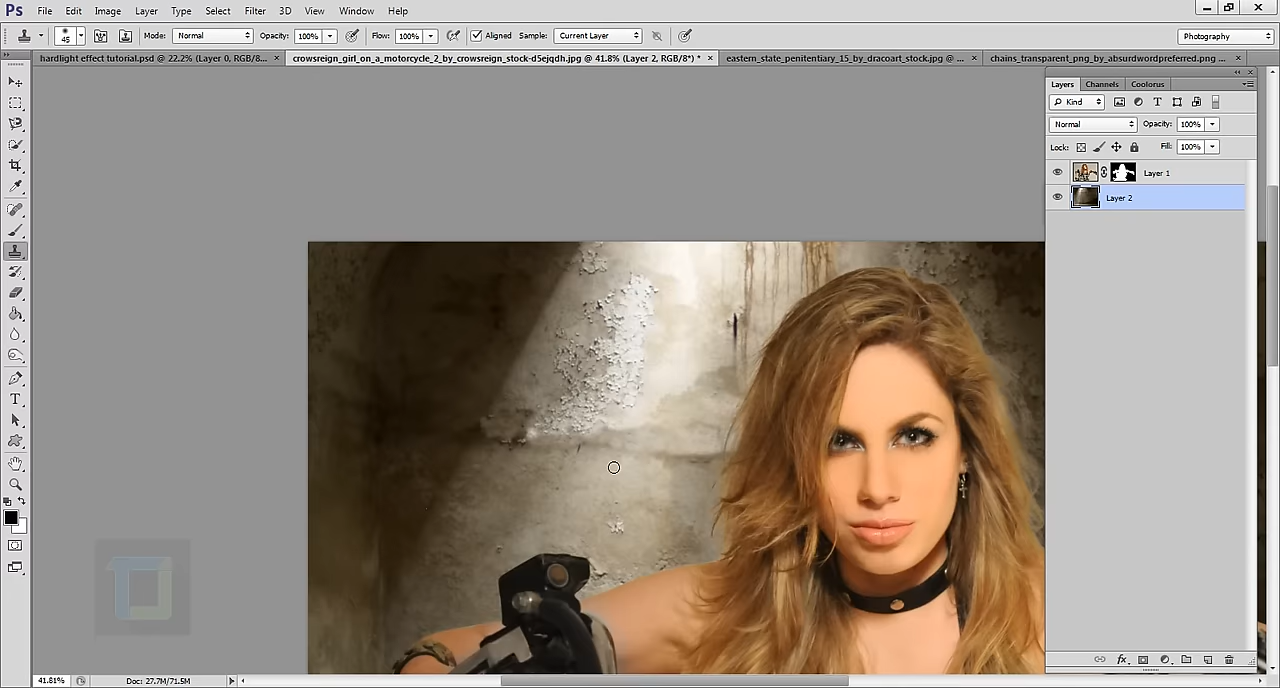 Ps File Edit Image Layer Type Select Filter 3D View Window Help
45 Mode: Normal Opacity: 100% Flow: 100% Aligned Sample: Current Layer Photography
hardlight effect tutorial.psd @ 22.2% (Layer 0, RGB/8... × crowsreign_girl_on_a_motorcycle_2_by_crowsreign_stock-d5ejqdh.jpg @ 41.8% (Layer 2, RGB/8*) * × eastern_state_penitentiary_15_by_dracoart_stock.jpg @ ... × chains_transparent_png_by_absurdwordpreferred.png ... ×
Layers Channels Coolorus
Kind
Normal Opacity: 100%
Lock: Fill: 100%
Layer 1
Layer 2
fx
41.81% Doc: 27.7M/71.5M